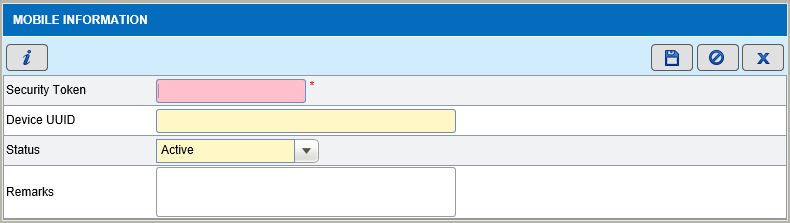 MOBILE INFORMATION
i
x
Security Token *
Device UUID
Status Active
Remarks